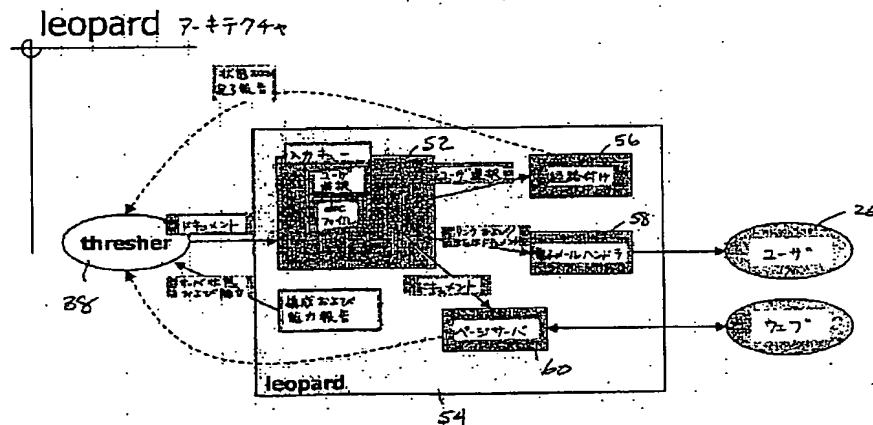 leopard アーキテクチャ
状態および
完了報告
52
56
入力キュー
ユーザ
選択
ユーザ選択
経路付け
ファイル
58
26
ドキュメント
thresher
電子メールハンドラ
ユーザ
38
および
ドキュメント
構成および
能力報告
ページサーバ
ウェブ
60
leopard
54